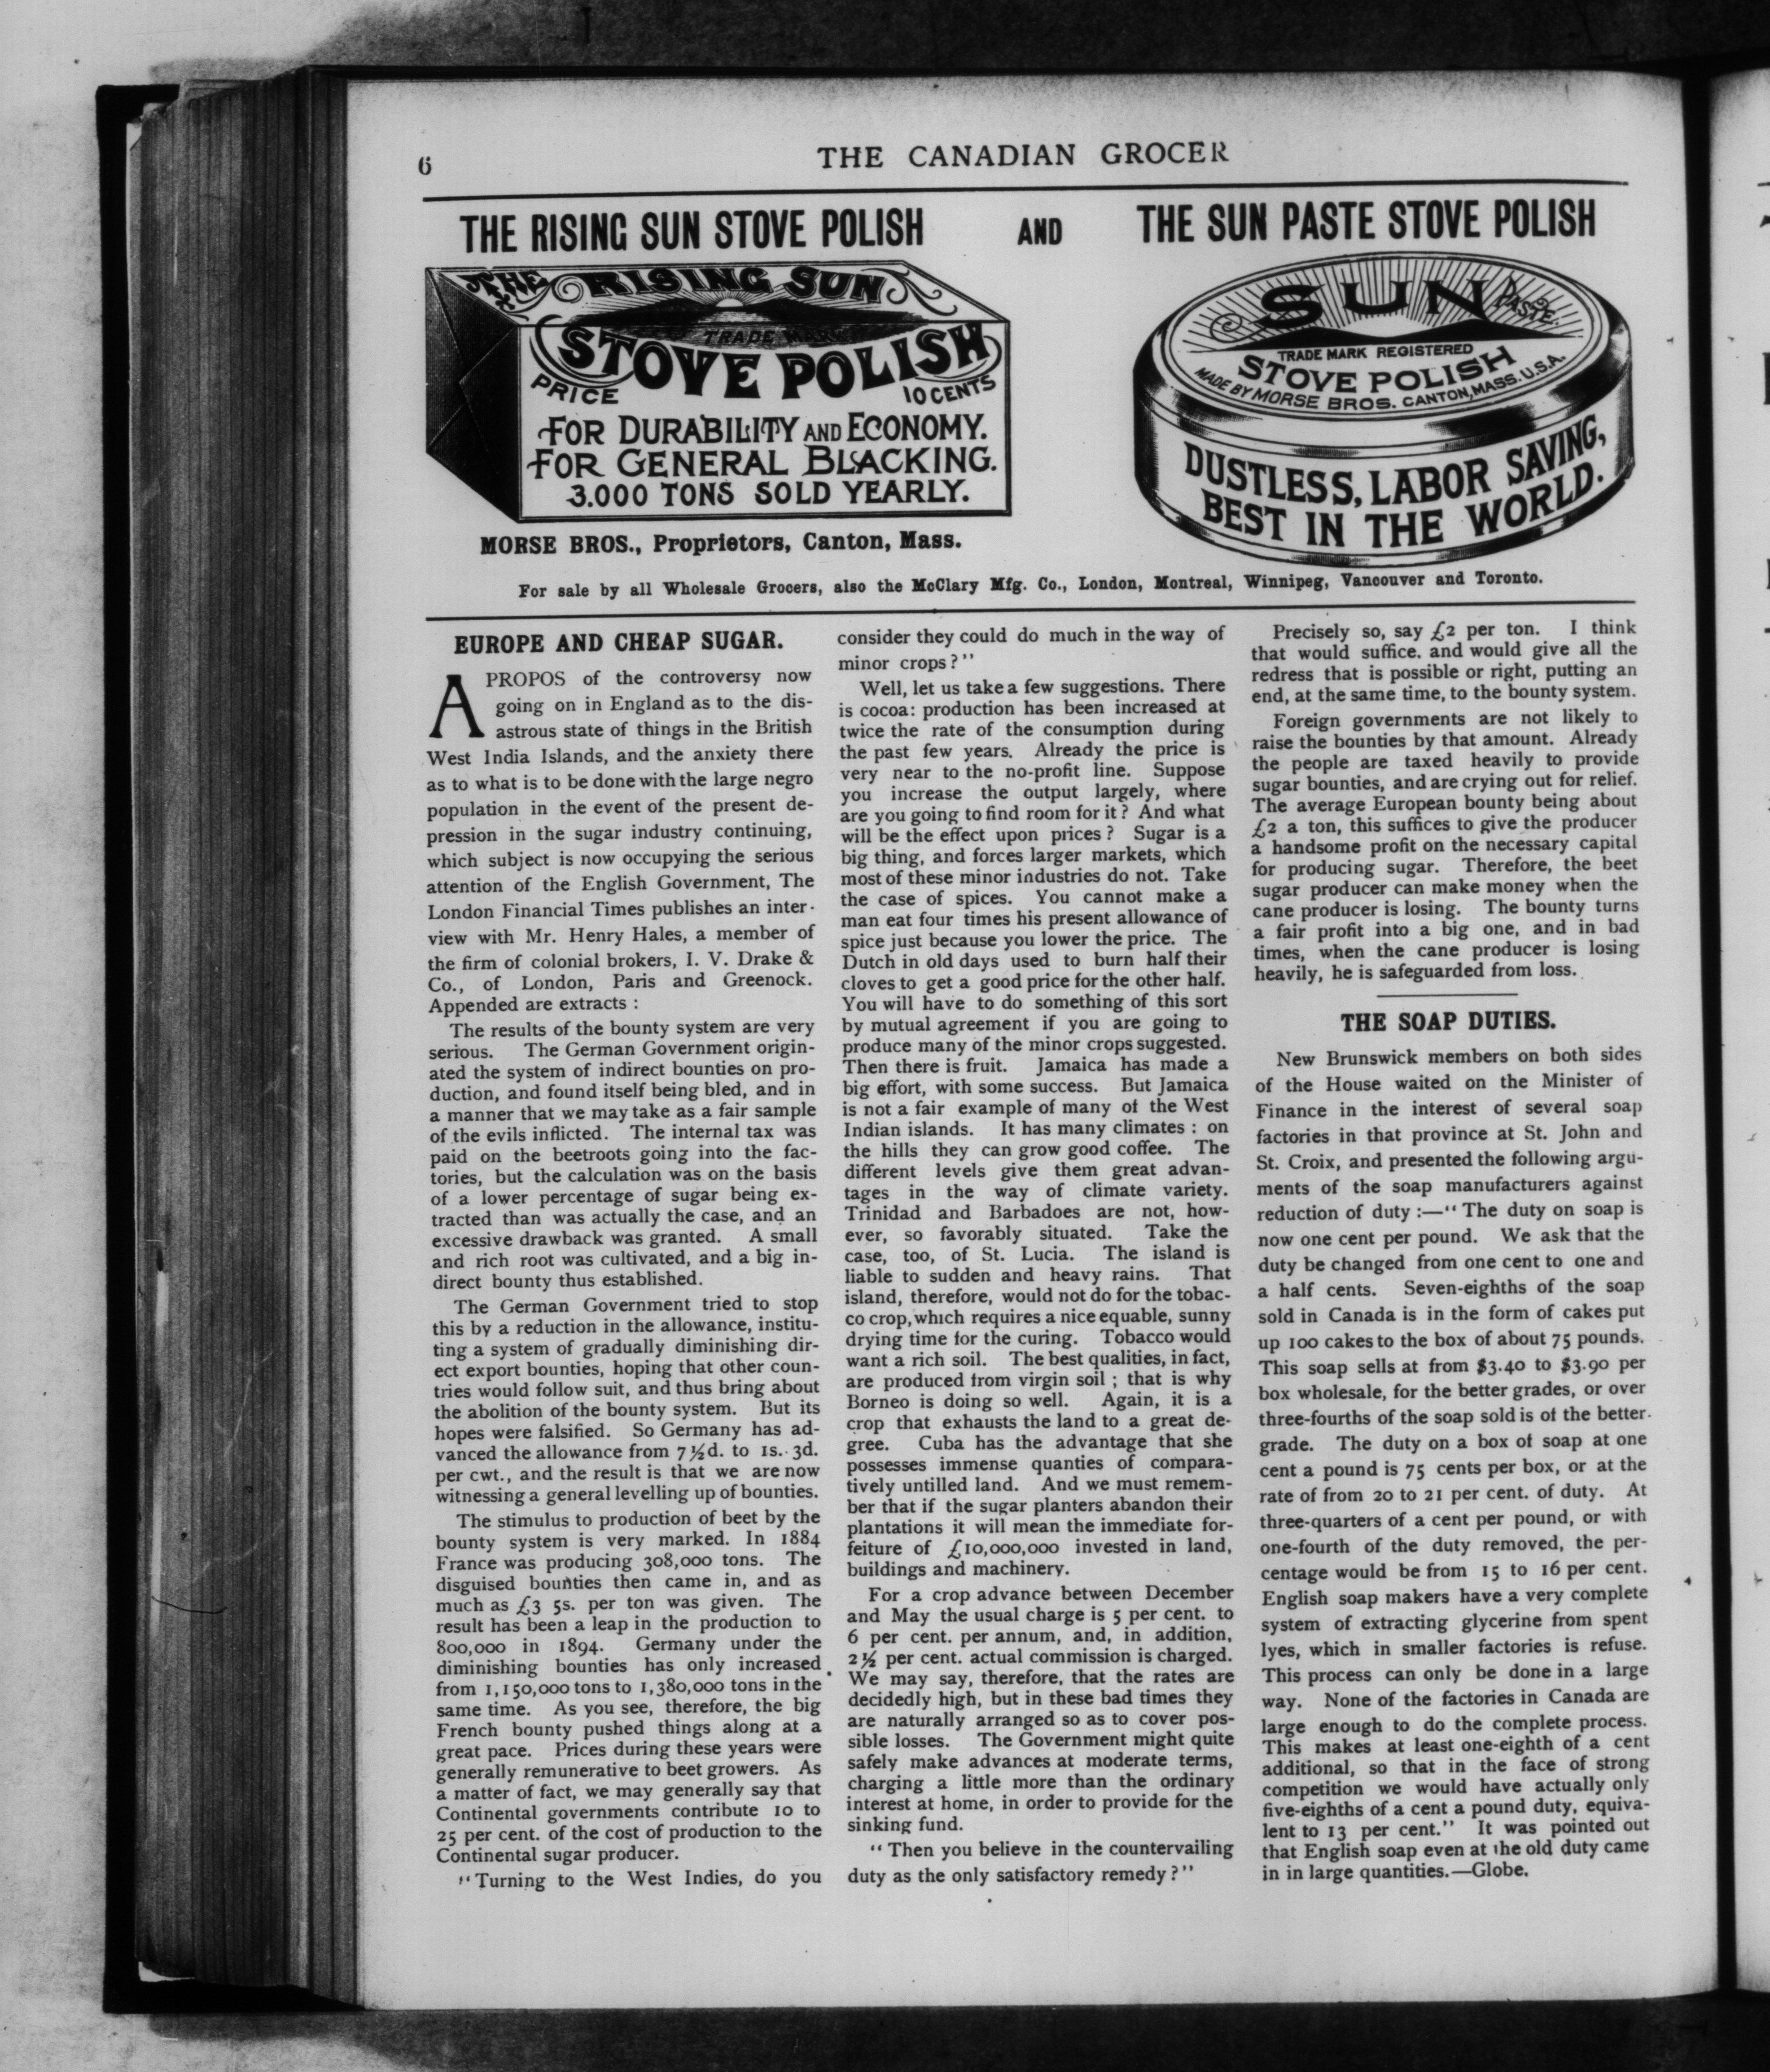 6
THE CANADIAN GROCER
THE RISING SUN STOVE POLISH
AND
THE SUN PASTE STOVE POLISH
THE RISING SUN
TRADE MARK
STOVE POLISH
PRICE
10 CENTS
FOR DURABILITY AND ECONOMY.
FOR GENERAL BLACKING.
3.000 TONS SOLD YEARLY.
MORSE BROS., Proprietors, Canton, Mass.
SUN PASTE
TRADE MARK REGISTERED
STOVE POLISH
MADE BY MORSE BROS. CANTON, MASS. U.S.A.
DUSTLESS, LABOR SAVING,
BEST IN THE WORLD.
For sale by all Wholesale Grocers, also the McClary Mfg. Co., London, Montreal, Winnipeg, Vancouver and Toronto.
EUROPE AND CHEAP SUGAR.
APROPOS of the controversy now
going on in England as to the dis-
astrous state of things in the British
West India Islands, and the anxiety there
as to what is to be done with the large negro
population in the event of the present de-
pression in the sugar industry continuing,
which subject is now occupying the serious
attention of the English Government, The
London Financial Times publishes an inter-
view with Mr. Henry Hales, a member of
the firm of colonial brokers, I. V. Drake &
Co., of London, Paris and Greenock.
Appended are extracts :
The results of the bounty system are very
serious. The German Government origin-
ated the system of indirect bounties on pro-
duction, and found itself being bled, and in
a manner that we may take as a fair sample
of the evils inflicted. The internal tax was
paid on the beetroots going into the fac-
tories, but the calculation was on the basis
of a lower percentage of sugar being ex-
tracted than was actually the case, and an
excessive drawback was granted. A small
and rich root was cultivated, and a big in-
direct bounty thus established.
The German Government tried to stop
this by a reduction in the allowance, institu-
ting a system of gradually diminishing dir-
ect export bounties, hoping that other coun-
tries would follow suit, and thus bring about
the abolition of the bounty system. But its
hopes were falsified. So Germany has ad-
vanced the allowance from 7½d. to 1s. 3d.
per cwt., and the result is that we are now
witnessing a general levelling up of bounties.
The stimulus to production of beet by the
bounty system is very marked. In 1884
France was producing 308,000 tons. The
disguised bounties then came in, and as
much as £3 5s. per ton was given. The
result has been a leap in the production to
800,000 in 1894. Germany under the
diminishing bounties has only increased
from 1,150,000 tons to 1,380,000 tons in the
same time. As you see, therefore, the big
French bounty pushed things along at a
great pace. Prices during these years were
generally remunerative to beet growers. As
a matter of fact, we may generally say that
Continental governments contribute 10 to
25 per cent. of the cost of production to the
Continental sugar producer.
"Turning to the West Indies, do you
consider they could do much in the way of
minor crops?"
Well, let us take a few suggestions. There
is cocoa: production has been increased at
twice the rate of the consumption during
the past few years. Already the price is
very near to the no-profit line. Suppose
you increase the output largely, where
are you going to find room for it? And what
will be the effect upon prices? Sugar is a
big thing, and forces larger markets, which
most of these minor industries do not. Take
the case of spices. You cannot make a
man eat four times his present allowance of
spice just because you lower the price. The
Dutch in old days used to burn half their
cloves to get a good price for the other half.
You will have to do something of this sort
by mutual agreement if you are going to
produce many of the minor crops suggested.
Then there is fruit. Jamaica has made a
big effort, with some success. But Jamaica
is not a fair example of many of the West
Indian islands. It has many climates : on
the hills they can grow good coffee. The
different levels give them great advan-
tages in the way of climate variety.
Trinidad and Barbadoes are not, how-
ever, so favorably situated. Take the
case, too, of St. Lucia. The island is
liable to sudden and heavy rains. That
island, therefore, would not do for the tobac-
co crop, which requires a nice equable, sunny
drying time for the curing. Tobacco would
want a rich soil. The best qualities, in fact,
are produced from virgin soil ; that is why
Borneo is doing so well. Again, it is a
crop that exhausts the land to a great de-
gree. Cuba has the advantage that she
possesses immense quanties of compara-
tively untilled land. And we must remem-
ber that if the sugar planters abandon their
plantations it will mean the immediate for-
feiture of £10,000,000 invested in land,
buildings and machinery.
For a crop advance between December
and May the usual charge is 5 per cent. to
6 per cent. per annum, and, in addition,
2½ per cent. actual commission is charged.
We may say, therefore, that the rates are
decidedly high, but in these bad times they
are naturally arranged so as to cover pos-
sible losses. The Government might quite
safely make advances at moderate terms,
charging a little more than the ordinary
interest at home, in order to provide for the
sinking fund.
"Then you believe in the countervailing
duty as the only satisfactory remedy?"
Precisely so, say £2 per ton. I think
that would suffice. and would give all the
redress that is possible or right, putting an
end, at the same time, to the bounty system.
Foreign governments are not likely to
raise the bounties by that amount. Already
the people are taxed heavily to provide
sugar bounties, and are crying out for relief.
The average European bounty being about
£2 a ton, this suffices to give the producer
a handsome profit on the necessary capital
for producing sugar. Therefore, the beet
sugar producer can make money when the
cane producer is losing. The bounty turns
a fair profit into a big one, and in bad
times, when the cane producer is losing
heavily, he is safeguarded from loss.
THE SOAP DUTIES.
New Brunswick members on both sides
of the House waited on the Minister of
Finance in the interest of several soap
factories in that province at St. John and
St. Croix, and presented the following argu-
ments of the soap manufacturers against
reduction of duty :—"The duty on soap is
now one cent per pound. We ask that the
duty be changed from one cent to one and
a half cents. Seven-eighths of the soap
sold in Canada is in the form of cakes put
up 100 cakes to the box of about 75 pounds.
This soap sells at from $3.40 to $3.90 per
box wholesale, for the better grades, or over
three-fourths of the soap sold is of the better
grade. The duty on a box of soap at one
cent a pound is 75 cents per box, or at the
rate of from 20 to 21 per cent. of duty. At
three-quarters of a cent per pound, or with
one-fourth of the duty removed, the per-
centage would be from 15 to 16 per cent.
English soap makers have a very complete
system of extracting glycerine from spent
lyes, which in smaller factories is refuse.
This process can only be done in a large
way. None of the factories in Canada are
large enough to do the complete process.
This makes at least one-eighth of a cent
additional, so that in the face of strong
competition we would have actually only
five-eighths of a cent a pound duty, equiva-
lent to 13 per cent." It was pointed out
that English soap even at the old duty came
in in large quantities.—Globe.